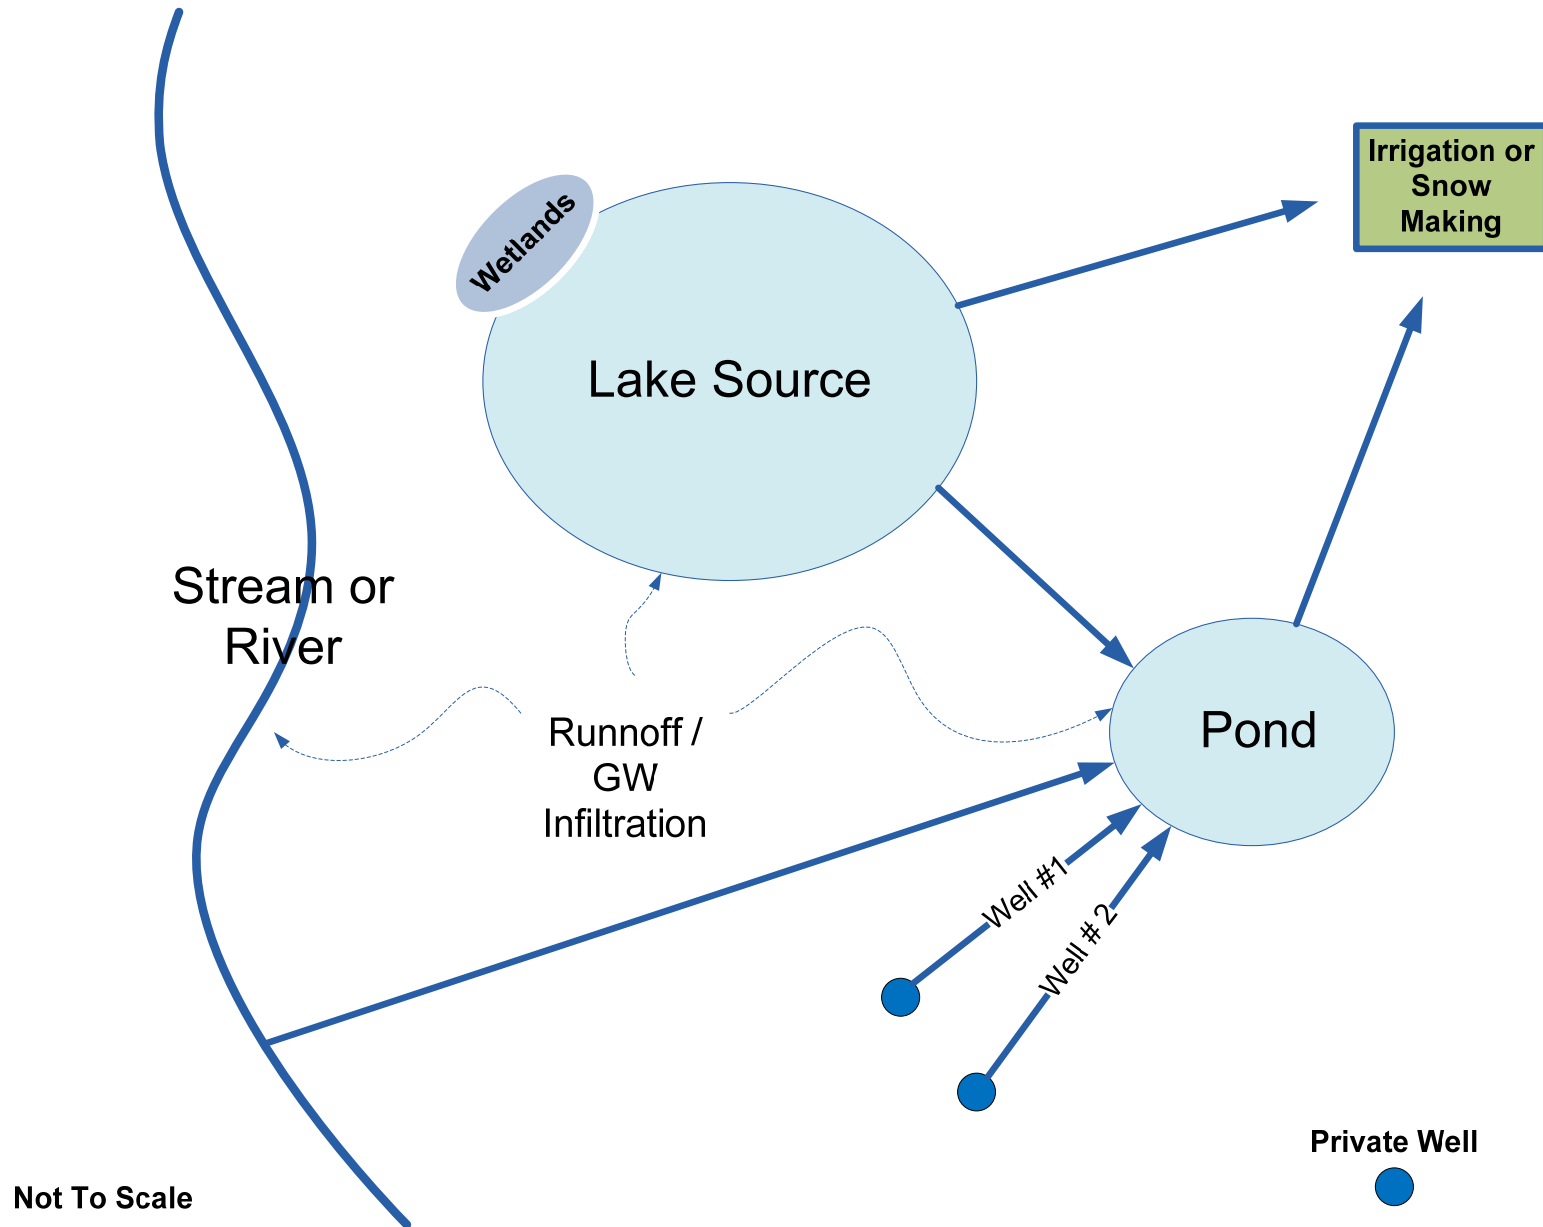 Irrigation or
Snow
Making
Wetlands
Lake Source
Stream or
River
Runnoff /
GW
Infiltration
Pond
Well #1
Well # 2
Private Well
Not To Scale